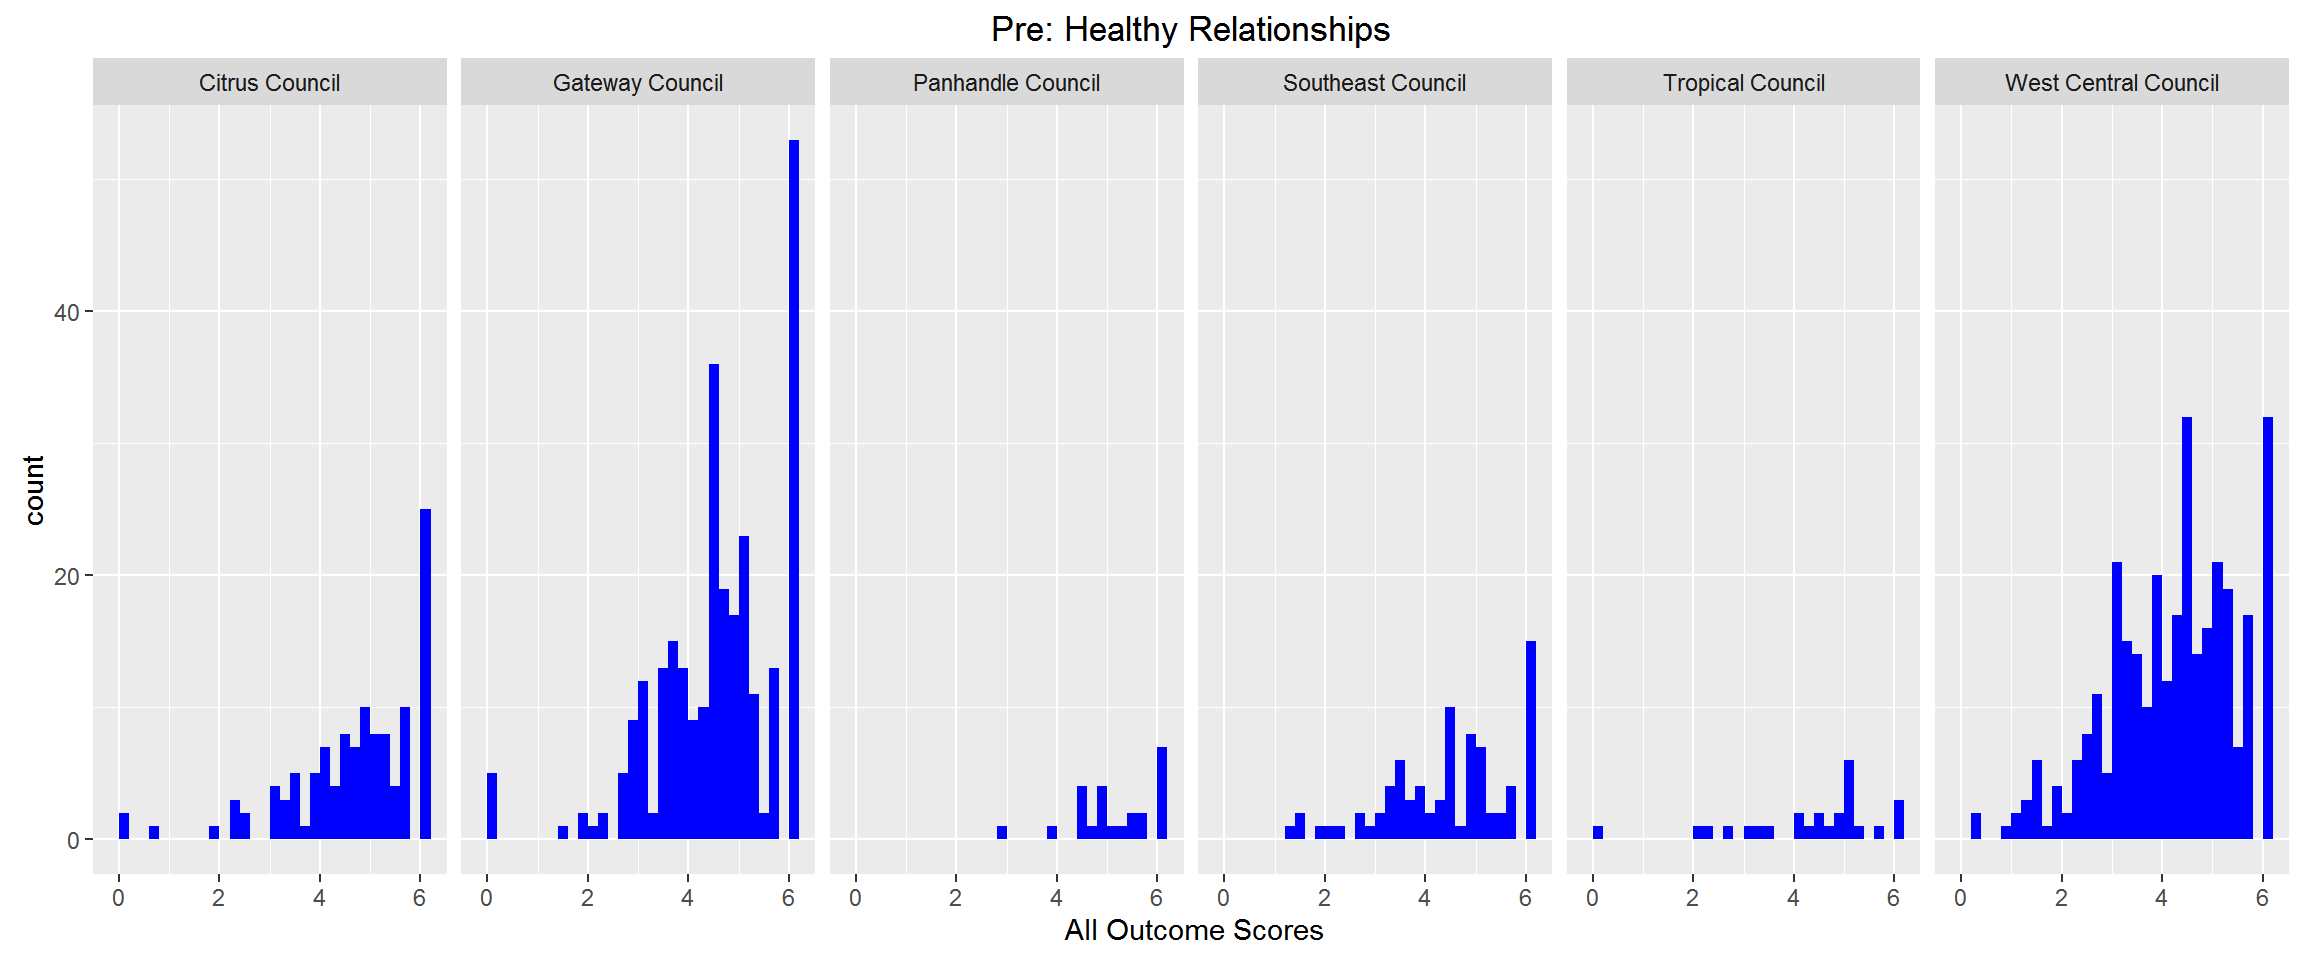 Pre: Healthy Relationships
Citrus Council
Gateway Council
Panhandle Council
Southeast Council
Tropical Council
West Central Council
count
40
20
0
0 2 4 6
0 2 4 6
0 2 4 6
0 2 4 6
0 2 4 6
0 2 4 6
All Outcome Scores